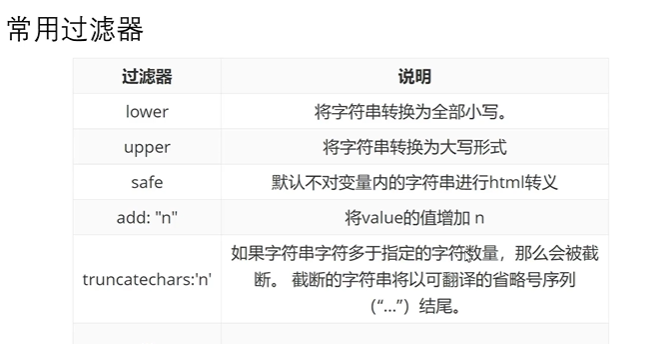 常用过滤器
过滤器 说明
lower 将字符串转换为全部小写。
upper 将字符串转换为大写形式
safe 默认不对变量内的字符串进行html转义
add: "n" 将value的值增加 n
如果字符串字符多于指定的字符数量，那么会被截
truncatechars:'n' 断。 截断的字符串将以可翻译的省略号序列
(“...”）结尾。